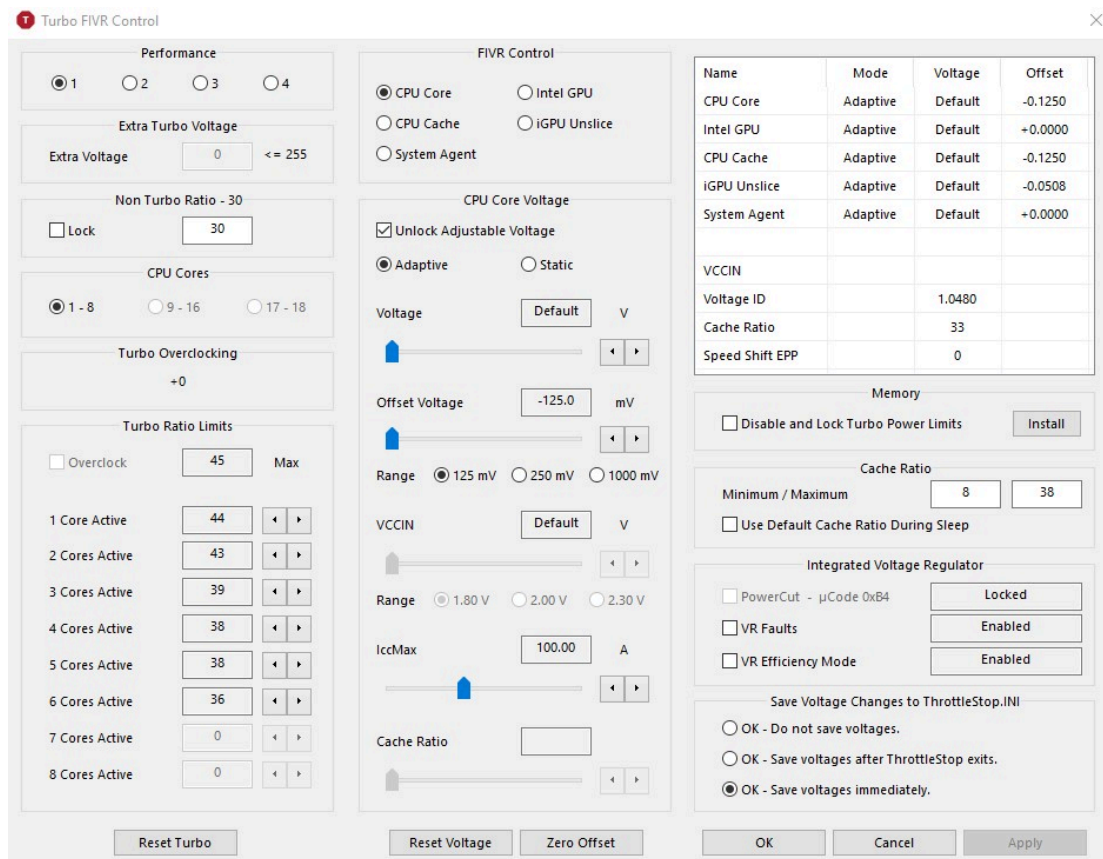 Turbo FIVR Control
Performance
1 2 3 4
Extra Turbo Voltage
Extra Voltage 0 <= 255
Non Turbo Ratio - 30
Lock 30
CPU Cores
1 - 8 9 - 16 17 - 18
Turbo Overclocking
+0
Turbo Ratio Limits
Overclock 45 Max
1 Core Active 44
2 Cores Active 43
3 Cores Active 39
4 Cores Active 38
5 Cores Active 38
6 Cores Active 36
7 Cores Active 0
8 Cores Active 0
Reset Turbo
FIVR Control
CPU Core Intel GPU
CPU Cache iGPU Unslice
System Agent
CPU Core Voltage
Unlock Adjustable Voltage
Adaptive Static
Voltage Default V
Offset Voltage -125.0 mV
Range 125 mV 250 mV 1000 mV
VCCIN Default V
Range 1.80 V 2.00 V 2.30 V
IccMax 100.00 A
Cache Ratio
Reset Voltage Zero Offset
Name Mode Voltage Offset
CPU Core Adaptive Default -0.1250
Intel GPU Adaptive Default +0.0000
CPU Cache Adaptive Default -0.1250
iGPU Unslice Adaptive Default -0.0508
System Agent Adaptive Default +0.0000
VCCIN
Voltage ID 1.0480
Cache Ratio 33
Speed Shift EPP 0
Memory
Disable and Lock Turbo Power Limits Install
Cache Ratio
Minimum / Maximum 8 38
Use Default Cache Ratio During Sleep
Integrated Voltage Regulator
PowerCut - µCode 0xB4 Locked
VR Faults Enabled
VR Efficiency Mode Enabled
Save Voltage Changes to ThrottleStop.INI
OK - Do not save voltages.
OK - Save voltages after ThrottleStop exits.
OK - Save voltages immediately.
OK Cancel Apply